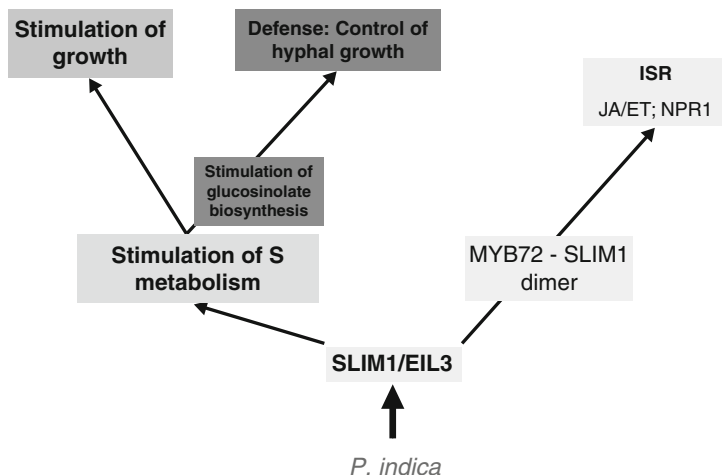 Stimulation of
growth
Defense: Control of
hyphal growth
ISR
JA/ET; NPR1
Stimulation of
glucosinolate
biosynthesis
Stimulation of S
metabolism
MYB72 - SLIM1
dimer
SLIM1/EIL3
P. indica